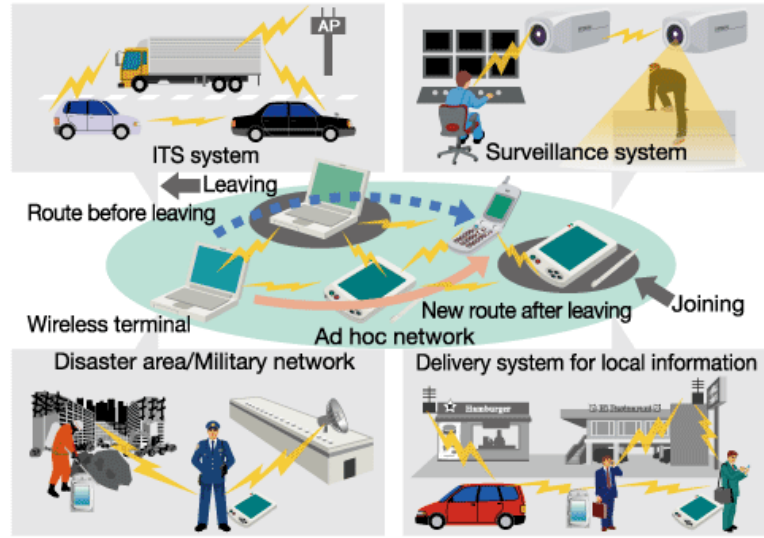 AP
ITS system
Surveillance system
Leaving
Route before leaving
Joining
New route after leaving
Wireless terminal
Ad hoc network
Disaster area/Military network
Delivery system for local information
Hamburger
Restaurant